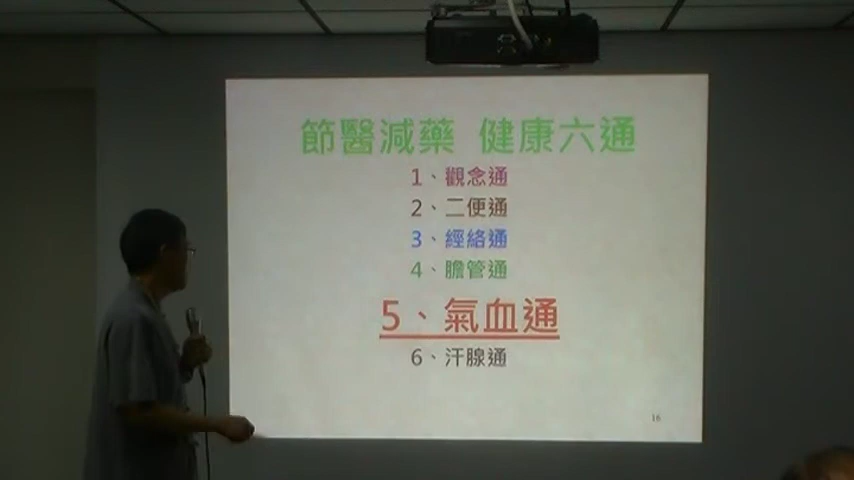 節醫減藥 健康六通
1、觀念通
2、二便通
3、經絡通
4、膽管通
5、氣血通
6、汗腺通
16